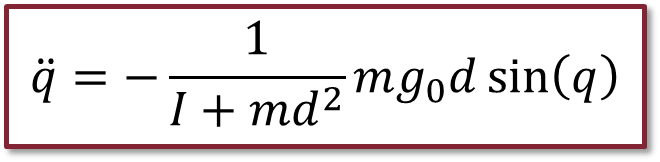 q̈ = − 1 / (I + md²) mg₀d sin(q)